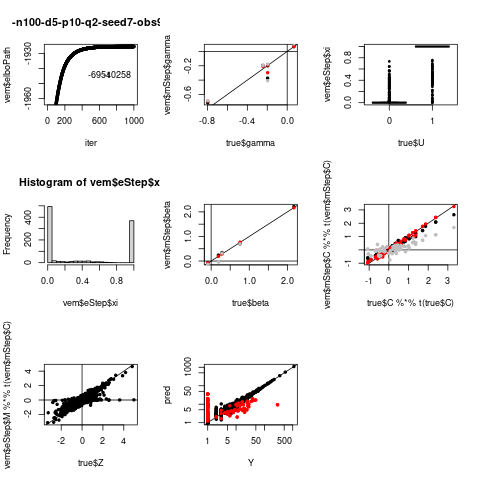 -n100-d5-p10-q2-seed7-obs9
vem$elboPath
-1960
-1930
0 200 600 1000
iter
vem$mStep$gamma
-0.6
-0.2
-0.8 -0.4 0.0
true$gamma
vem$eStep$xi
0.0 0.4 0.8
0 1
true$U
Histogram of vem$eStep$x
Frequency
0 200 400
0.0 0.4 0.8
vem$eStep$xi
vem$mStep$beta
0.0 1.0 2.0
0.0 1.0 2.0
true$beta
vem$mStep$C %*% t(vem$mStep$C)
-1 1 2 3
-1 0 1 2 3
true$C %*% t(true$C)
vem$eStep$M %*% t(vem$mStep$C)
-2 0 2 4
-2 0 2 4
true$Z
pred
1 5 50 1000
1 5 50 500
Y